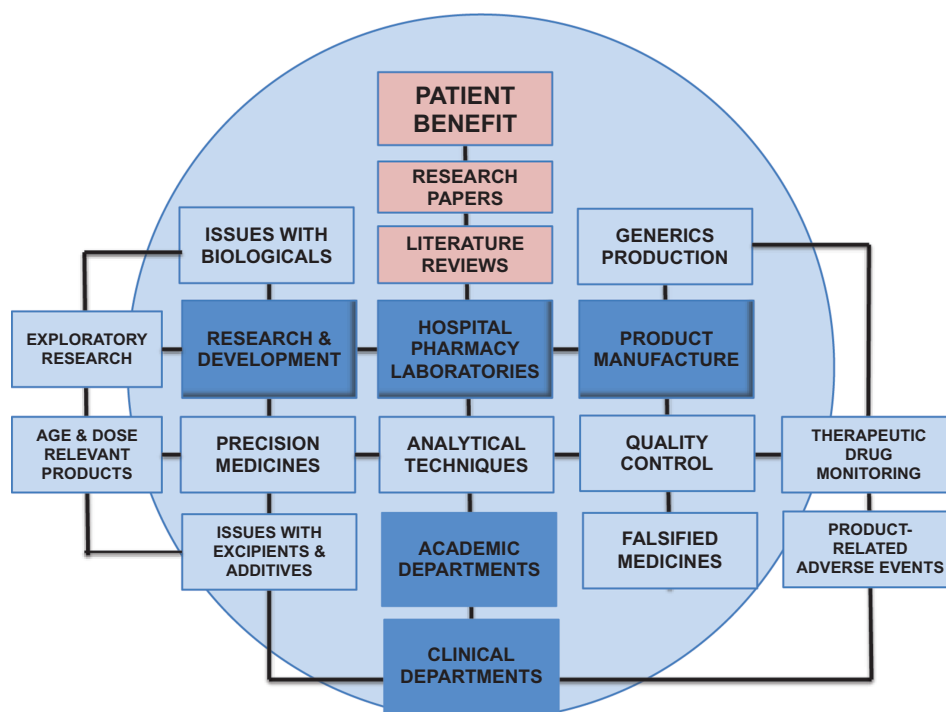 PATIENT
BENEFIT
RESEARCH
PAPERS
ISSUES WITH
BIOLOGICALS
LITERATURE
REVIEWS
GENERICS
PRODUCTION
EXPLORATORY
RESEARCH
RESEARCH &
DEVELOPMENT
HOSPITAL
PHARMACY
LABORATORIES
PRODUCT
MANUFACTURE
AGE & DOSE
RELEVANT
PRODUCTS
PRECISION
MEDICINES
ANALYTICAL
TECHNIQUES
QUALITY
CONTROL
THERAPEUTIC
DRUG
MONITORING
ISSUES WITH
EXCIPIENTS &
ADDITIVES
ACADEMIC
DEPARTMENTS
FALSIFIED
MEDICINES
PRODUCT-
RELATED
ADVERSE EVENTS
CLINICAL
DEPARTMENTS